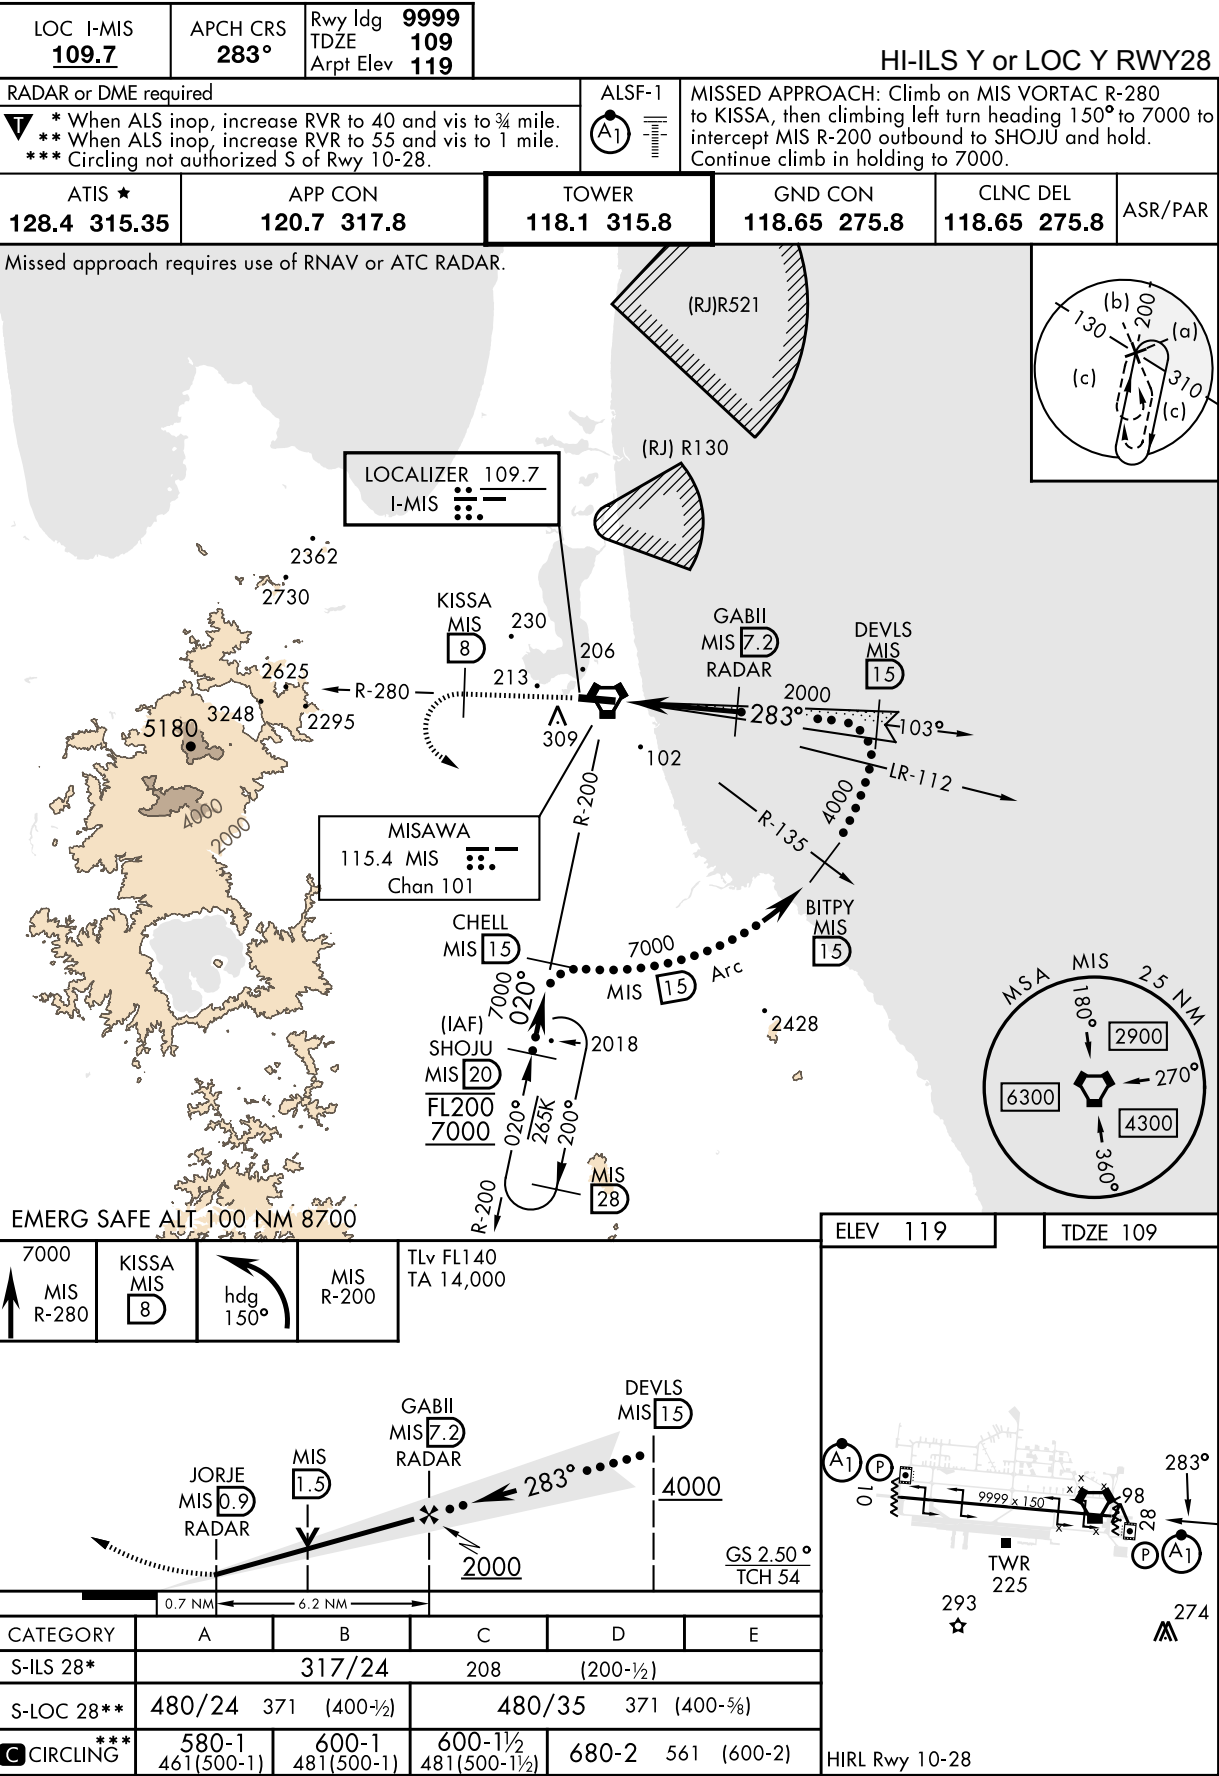 LOC I-MIS
109.7
APCH CRS
283°
Rwy ldg 9999
TDZE 109
Arpt Elev 119
HI-ILS Y or LOC Y RWY28
RADAR or DME required
T
* When ALS inop, increase RVR to 40 and vis to ¾ mile.
** When ALS inop, increase RVR to 55 and vis to 1 mile.
*** Circling not authorized S of Rwy 10-28.
ALSF-1
A1
MISSED APPROACH: Climb on MIS VORTAC R-280
to KISSA, then climbing left turn heading 150° to 7000 to
intercept MIS R-200 outbound to SHOJU and hold.
Continue climb in holding to 7000.
ATIS ★
128.4 315.35
APP CON
120.7 317.8
TOWER
118.1 315.8
GND CON
118.65 275.8
CLNC DEL
118.65 275.8
ASR/PAR
Missed approach requires use of RNAV or ATC RADAR.
(RJ)R521
(b)
200
130
(a)
(c)
310
(c)
(RJ) R130
LOCALIZER 109.7
I-MIS
2362
2730
KISSA
MIS
8
230
206
213
GABII
MIS 7.2
RADAR
DEVLS
MIS
15
2625
3248
2295
5180
R-280
309
102
2000
283°
103°
LR-112
4000
R-135
R-200
4000
2000
MISAWA
115.4 MIS
Chan 101
CHELL
MIS 15
7000
MIS 15 Arc
BITPY
MIS
15
7000
020°
(IAF)
SHOJU
MIS 20
FL200
7000
2018
2428
020°
265K
200°
MIS
28
R-200
MSA MIS 25 NM
180°
2900
270°
6300
4300
360°
EMERG SAFE ALT 100 NM 8700
ELEV 119
TDZE 109
7000
MIS
R-280
KISSA
MIS
8
hdg
150°
MIS
R-200
TLv FL140
TA 14,000
DEVLS
MIS 15
GABII
MIS 7.2
RADAR
MIS
1.5
JORJE
MIS 0.9
RADAR
283°
4000
2000
GS 2.50°
TCH 54
0.7 NM
6.2 NM
A1
P
10
9999 x 150
x
x
x
x
x
x
98
28
283°
P
A1
TWR
225
293
274
HIRL Rwy 10-28
CATEGORY A B C D E
S-ILS 28* 317/24 208 (200-½)
S-LOC 28** 480/24 371 (400-½) 480/35 371 (400-⅝)
C CIRCLING*** 580-1 600-1 600-1½ 680-2 561 (600-2)
461(500-1) 481(500-1) 481(500-1½)